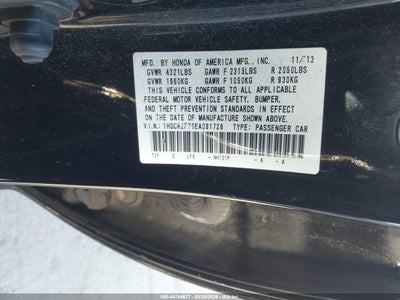 MFD. BY HONDA OF AMERICA MFG., INC. 11/13
GVWR 4321LBS GAWR F 2315LBS R 2050LBS
GVWR 1960KG GAWR F 1050KG R 930KG
THIS VEHICLE CONFORMS TO ALL APPLICABLE
FEDERAL MOTOR VEHICLE SAFETY, BUMPER,
AND THEFT PREVENTION STANDARDS IN EFFECT
ON THE DATE OF MANUFACTURE SHOWN ABOVE.
V.I.N.: TYPE: PASSENGER CAR
E NH731P - A - A